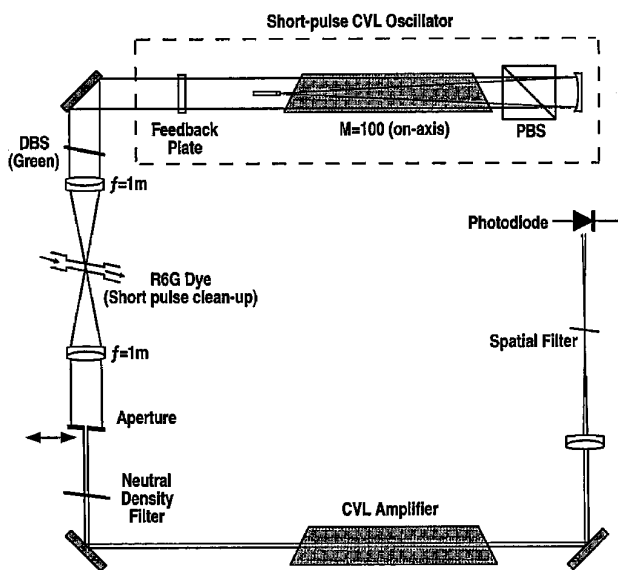 Short-pulse CVL Oscillator
Feedback
Plate
M=100 (on-axis)
PBS
DBS
(Green)
ƒ=1m
Photodiode
R6G Dye
(Short pulse clean-up)
Spatial Filter
ƒ=1m
Aperture
Neutral
Density
Filter
CVL Amplifier